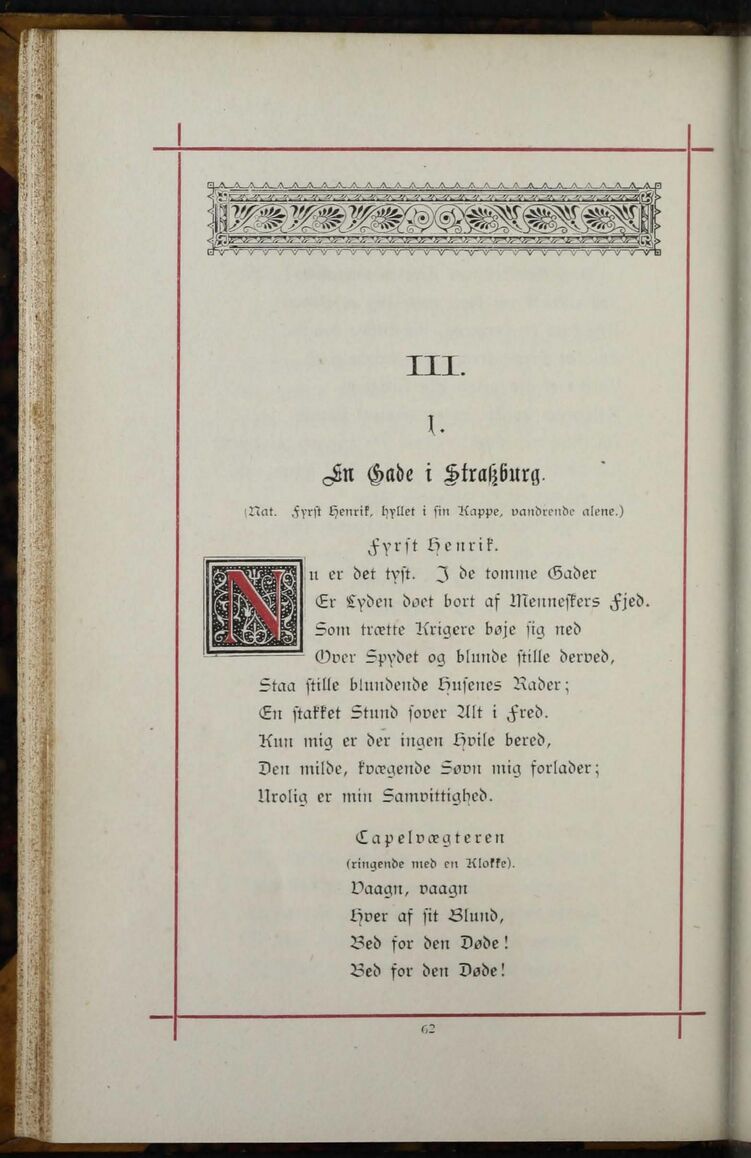 III.
1.
En Gade i Straßburg.
(Nat. Fyrst Henrik, hyllet i sin Kappe, vandrende alene.)
Fyrst Henrik.
Nu er det tyst. I de tomme Gader
Er Lyden døet bort af Menneskers Fjed.
Som trætte Krigere bøje sig ned
Over Spydet og blunde stille derved,
Staa stille blundende Husenes Rader;
En stakket Stund sover Alt i Fred.
Kun mig er der ingen Hvile bered,
Den milde, kvægende Søvn mig forlader;
Urolig er min Samvittighed.
Capelvægteren
(ringende med en Klokke).
Vaagn, vaagn
Hver af sit Blund,
Bed for den Døde!
Bed for den Døde!
62